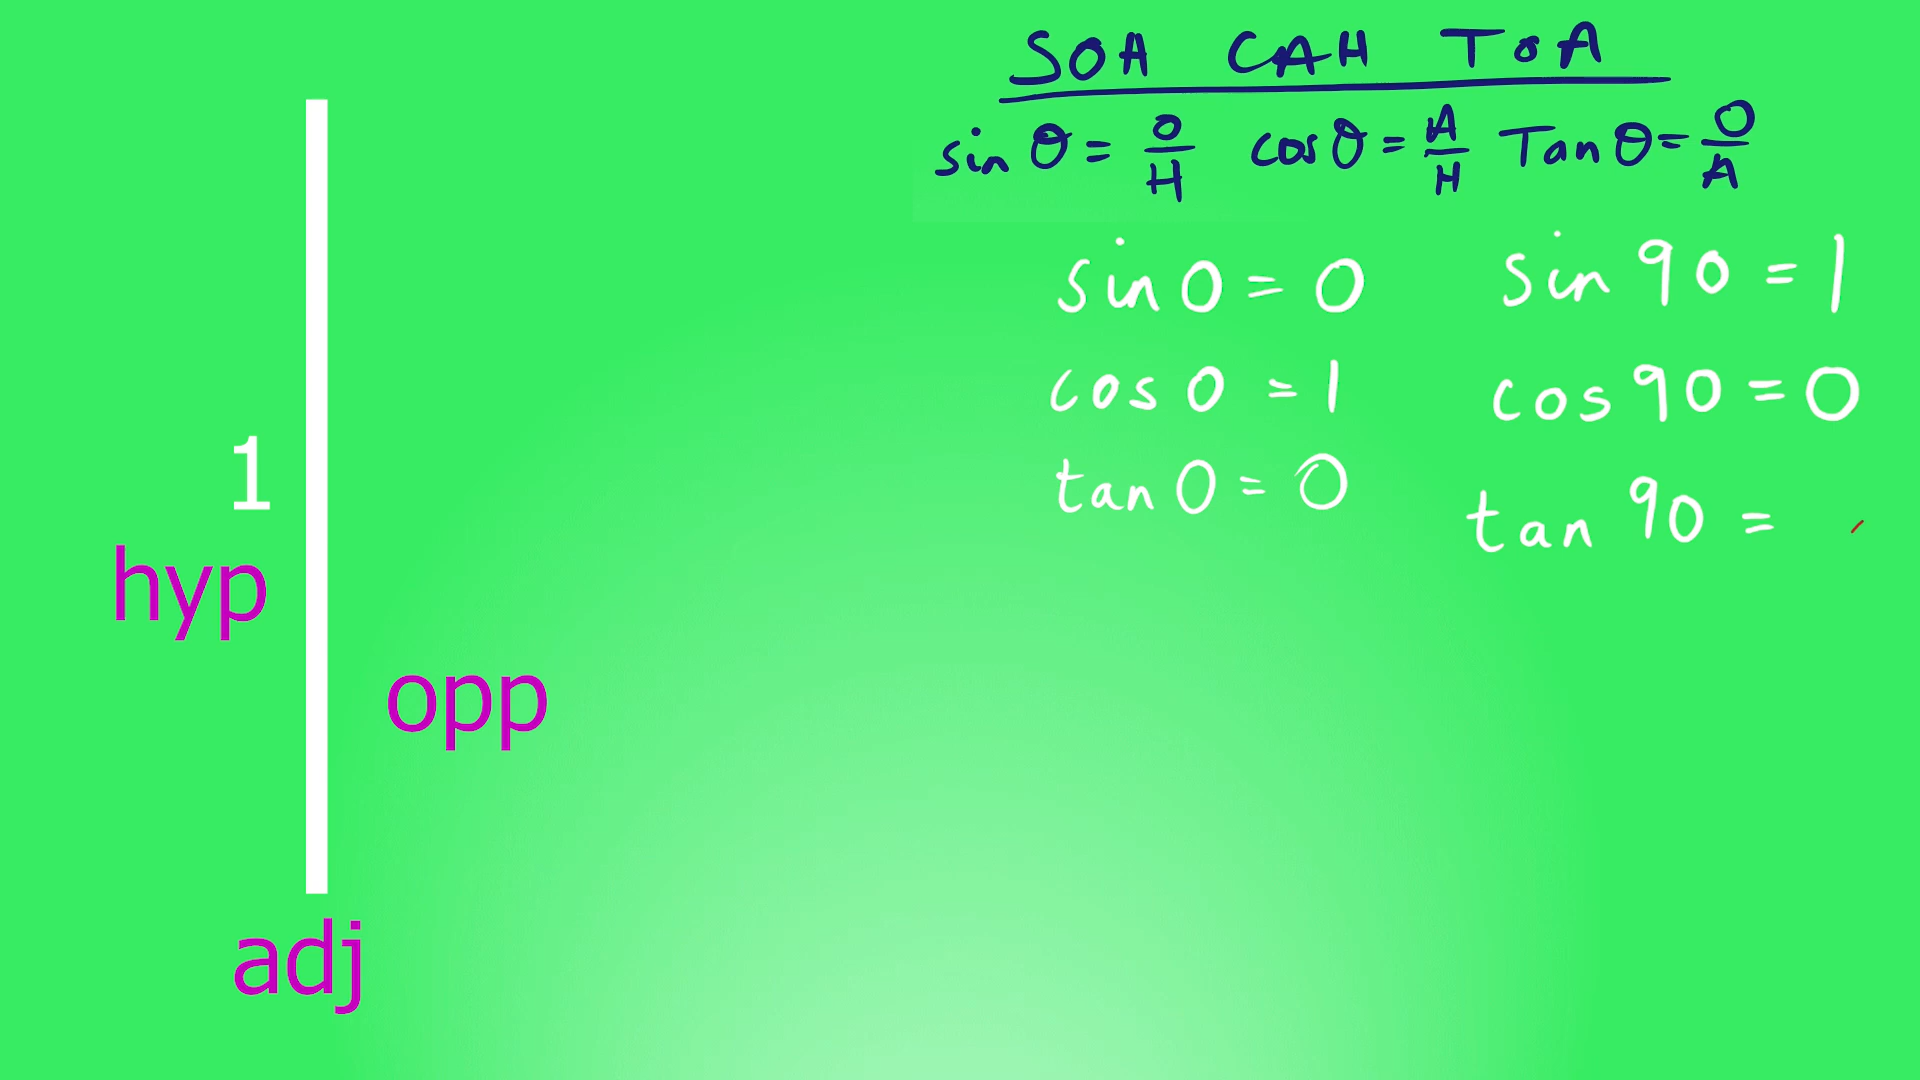 SOH CAH TOA
sin θ = O/H cos θ = A/H Tan θ = O/A
sin 0 = 0 sin 90 = 1
cos 0 = 1 cos 90 = 0
tan 0 = 0 tan 90 =
1
hyp
opp
adj